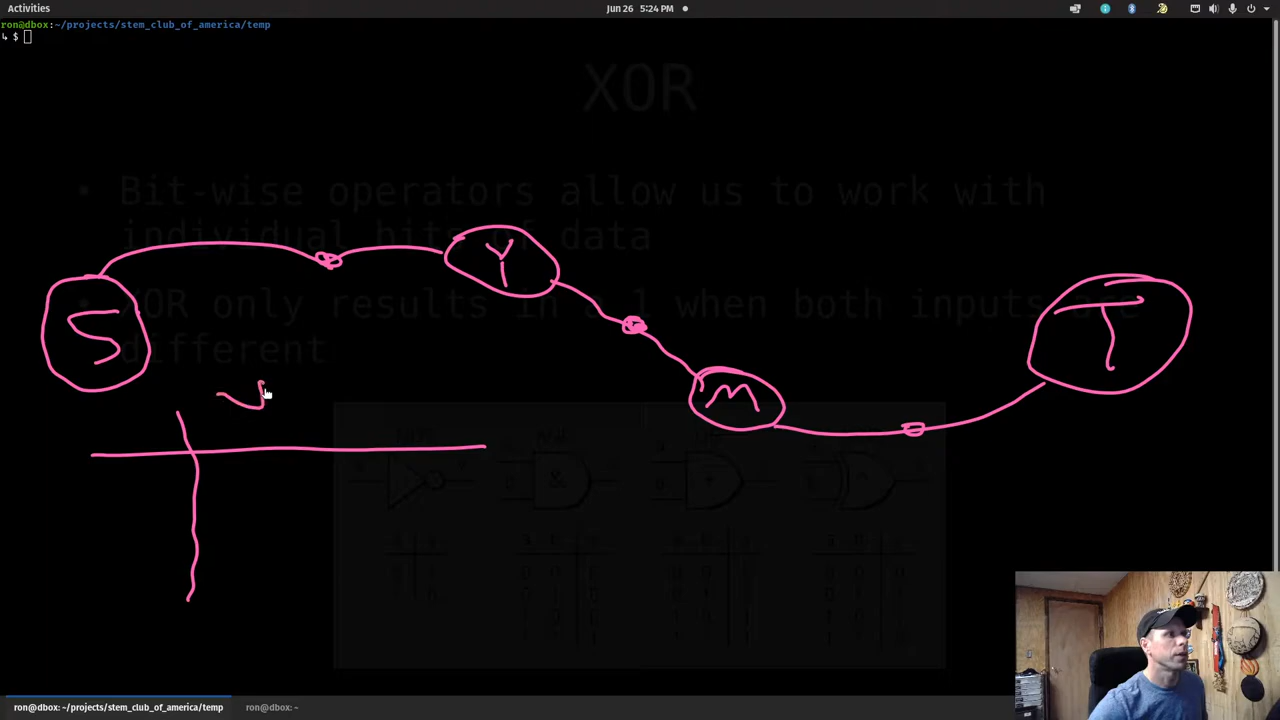 Activities
Jun 26 5:24 PM
ron@dbox:~/projects/stem_club_of_america/temp
↳ $
XOR
• Bit-wise operators allow us to work with
individual bits of data
• XOR only results in a 1 when both inputs are
different
S
Y
M
T
ron@dbox:~/projects/stem_club_of_america/temp
ron@dbox: ~